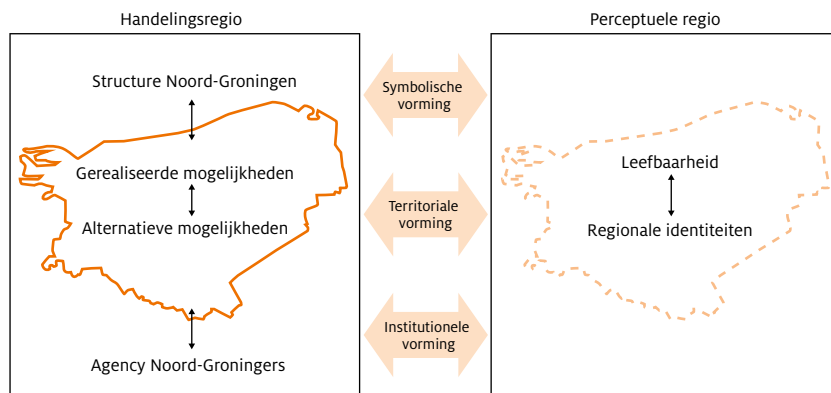 Handelingsregio
Structure Noord-Groningen
Gerealiseerde mogelijkheden
Alternatieve mogelijkheden
Agency Noord-Groningers
Symbolische
vorming
Territoriale
vorming
Institutionele
vorming
Perceptuele regio
Leefbaarheid
Regionale identiteiten